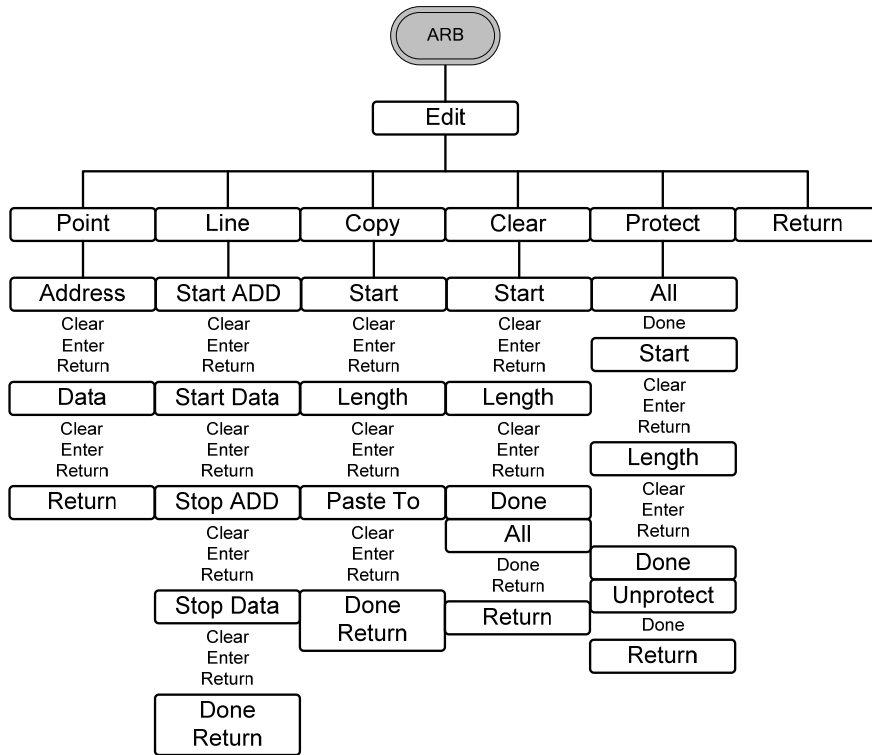 ARB
Edit
Point
Line
Copy
Clear
Protect
Return
Address
Clear
Enter
Return
Data
Clear
Enter
Return
Return
Start ADD
Clear
Enter
Return
Start Data
Clear
Enter
Return
Stop ADD
Clear
Enter
Return
Stop Data
Clear
Enter
Return
Done
Return
Start
Clear
Enter
Return
Length
Clear
Enter
Return
Paste To
Clear
Enter
Return
Done
Return
Start
Clear
Enter
Return
Length
Clear
Enter
Return
Done
All
Done
Return
Return
All
Done
Start
Clear
Enter
Return
Length
Clear
Enter
Return
Done
Unprotect
Done
Return